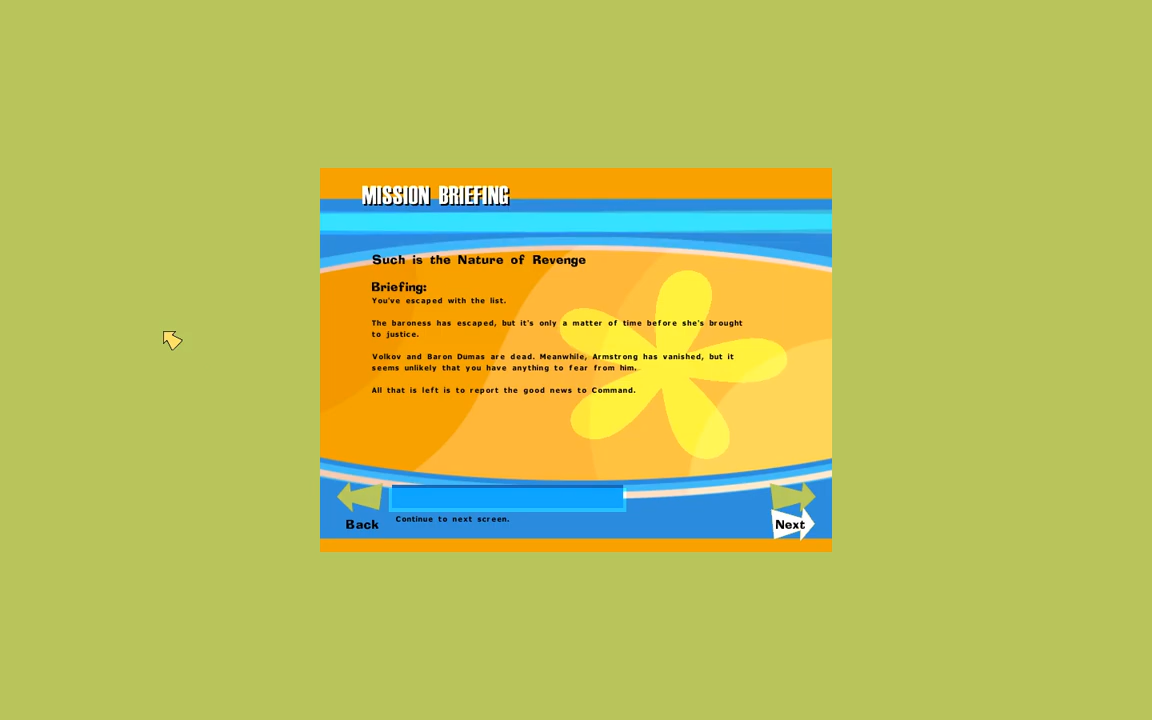 MISSION BRIEFING
Such is the Nature of Revenge
Briefing:
You've escaped with the list.
The baroness has escaped, but it's only a matter of time before she's brought
to justice.
Volkov and Baron Dumas are dead. Meanwhile, Armstrong has vanished, but it
seems unlikely that you have anything to fear from him.
All that is left is to report the good news to Command.
Continue to next screen.
Back
Next